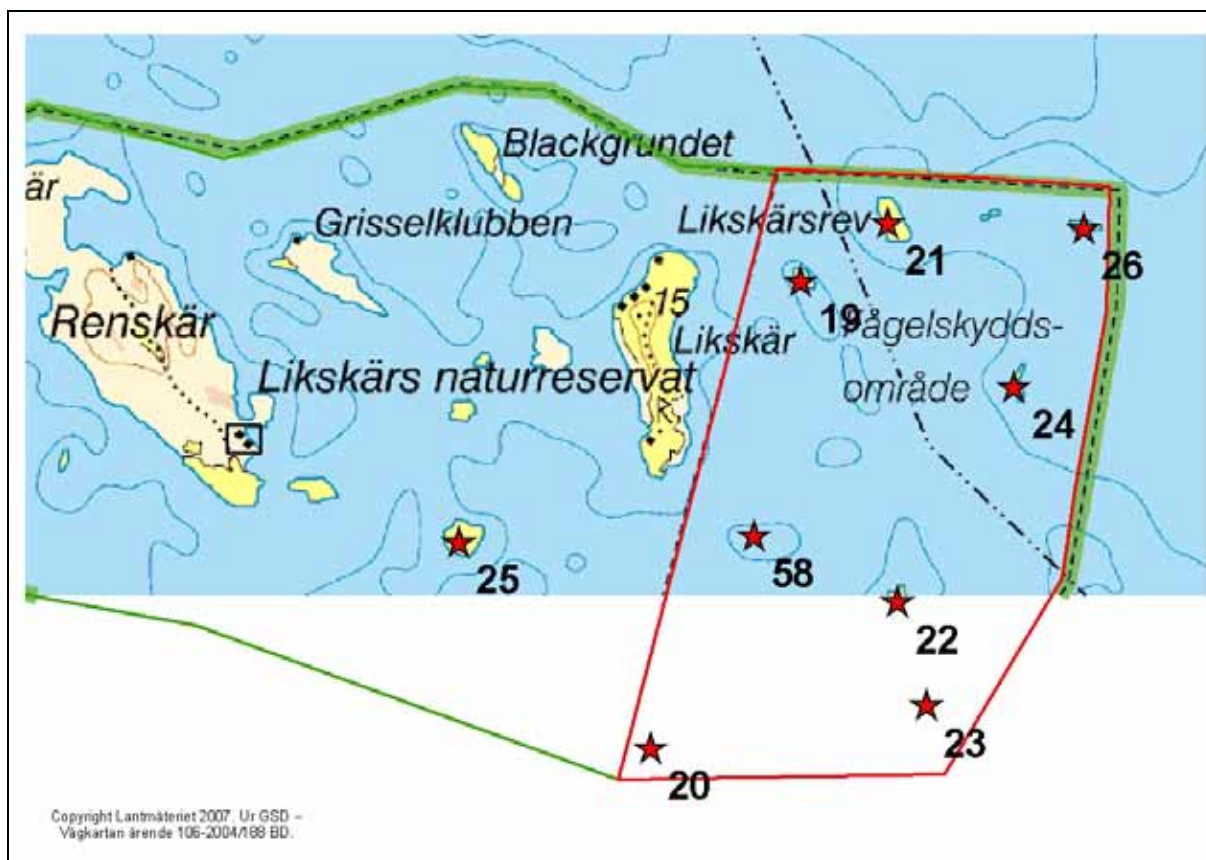 Blackgrundet
är
Grisselklubben
Likskärsrev
21
26
15
19
Renskär
Likskär
Fågelskydds-
Likskärs naturreservat
område
24
25
58
22
23
20
Copyright Lantmäteriet 2007. Ur GSD –
Vägkartan ärende 106-2004/188 BD.